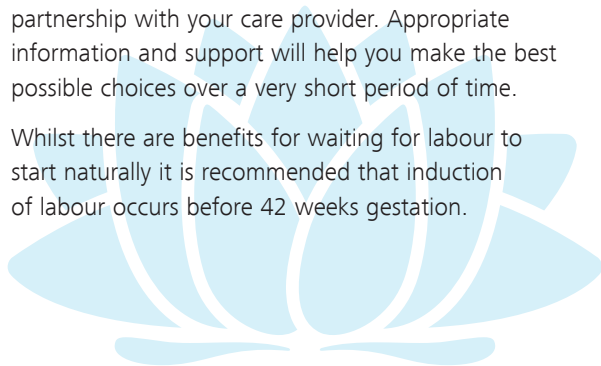 partnership with your care provider. Appropriate
information and support will help you make the best
possible choices over a very short period of time.
Whilst there are benefits for waiting for labour to
start naturally it is recommended that induction
of labour occurs before 42 weeks gestation.